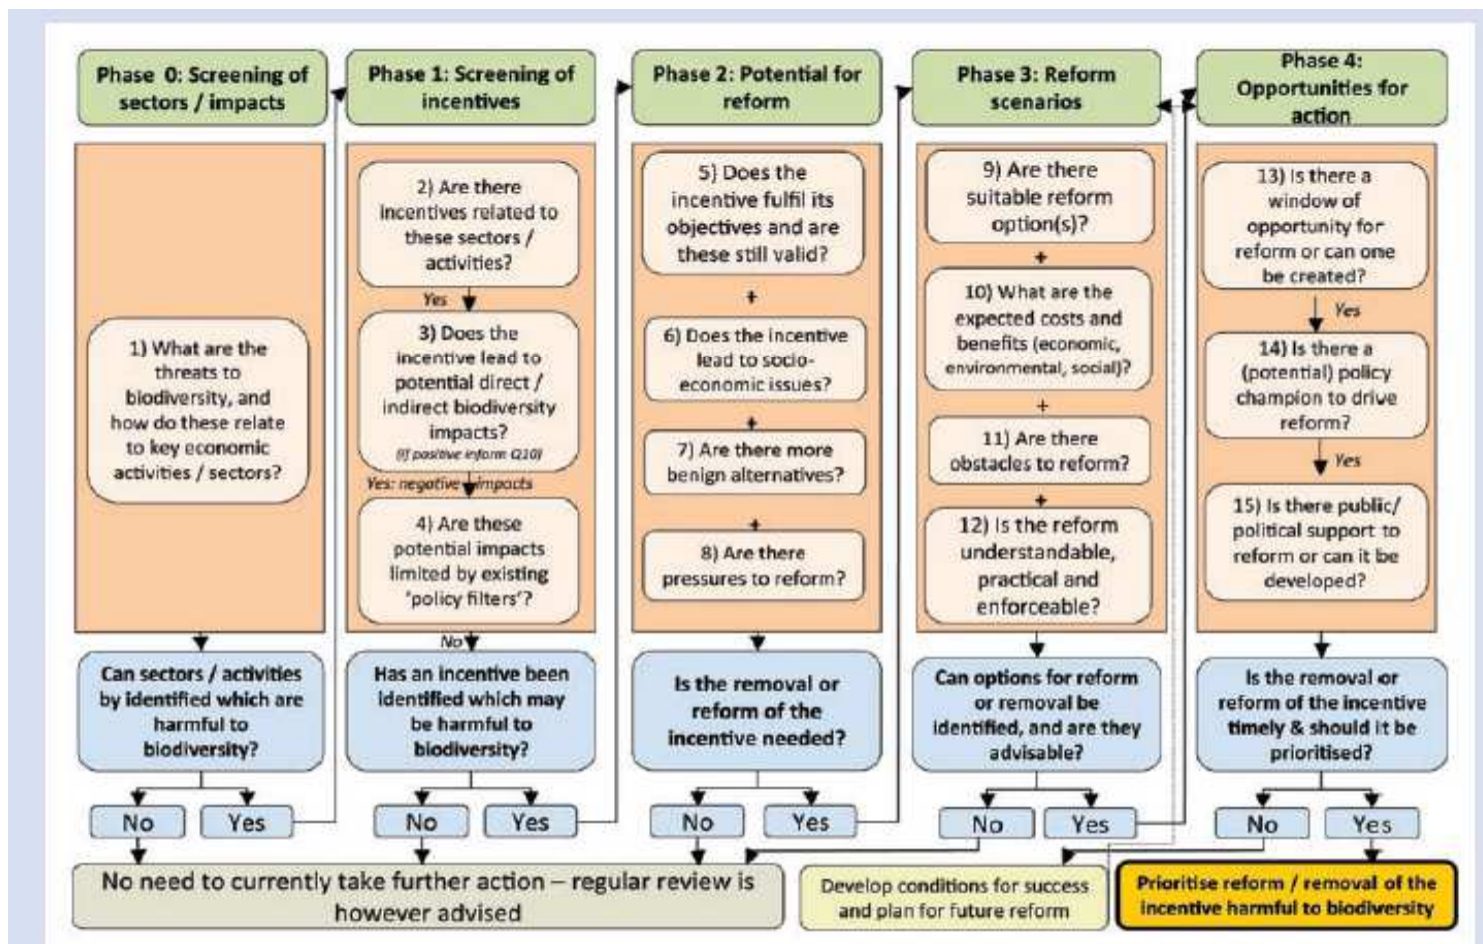 Phase 0: Screening of
sectors / impacts
Phase 1: Screening of
incentives
Phase 2: Potential for
reform
Phase 3: Reform
scenarios
Phase 4:
Opportunities for
action
1) What are the
threats to
biodiversity, and
how do these relate
to key economic
activities / sectors?
2) Are there
incentives related to
these sectors /
activities?
Yes
3) Does the
incentive lead to
potential direct /
indirect biodiversity
impacts?
(if positive inform Q10)
Yes: negative impacts
4) Are these
potential impacts
limited by existing
'policy filters'?
No
5) Does the
incentive fulfil its
objectives and are
these still valid?
+
6) Does the incentive
lead to socio-
economic issues?
+
7) Are there more
benign alternatives?
+
8) Are there
pressures to reform?
9) Are there
suitable reform
option(s)?
+
10) What are the
expected costs and
benefits (economic,
environmental, social)?
+
11) Are there
obstacles to reform?
+
12) Is the reform
understandable,
practical and
enforceable?
13) Is there a
window of
opportunity for
reform or can one
be created?
Yes
14) Is there a
(potential) policy
champion to drive
reform?
Yes
15) Is there public/
political support to
reform or can it be
developed?
Can sectors / activities
by identified which are
harmful to
biodiversity?
Has an incentive been
identified which may
be harmful to
biodiversity?
Is the removal or
reform of the
incentive needed?
Can options for reform
or removal be
identified, and are they
advisable?
Is the removal or
reform of the incentive
timely & should it be
prioritised?
No
Yes
No
Yes
No
Yes
No
Yes
No
Yes
No need to currently take further action – regular review is
however advised
Develop conditions for success
and plan for future reform
Prioritise reform / removal of the
incentive harmful to biodiversity